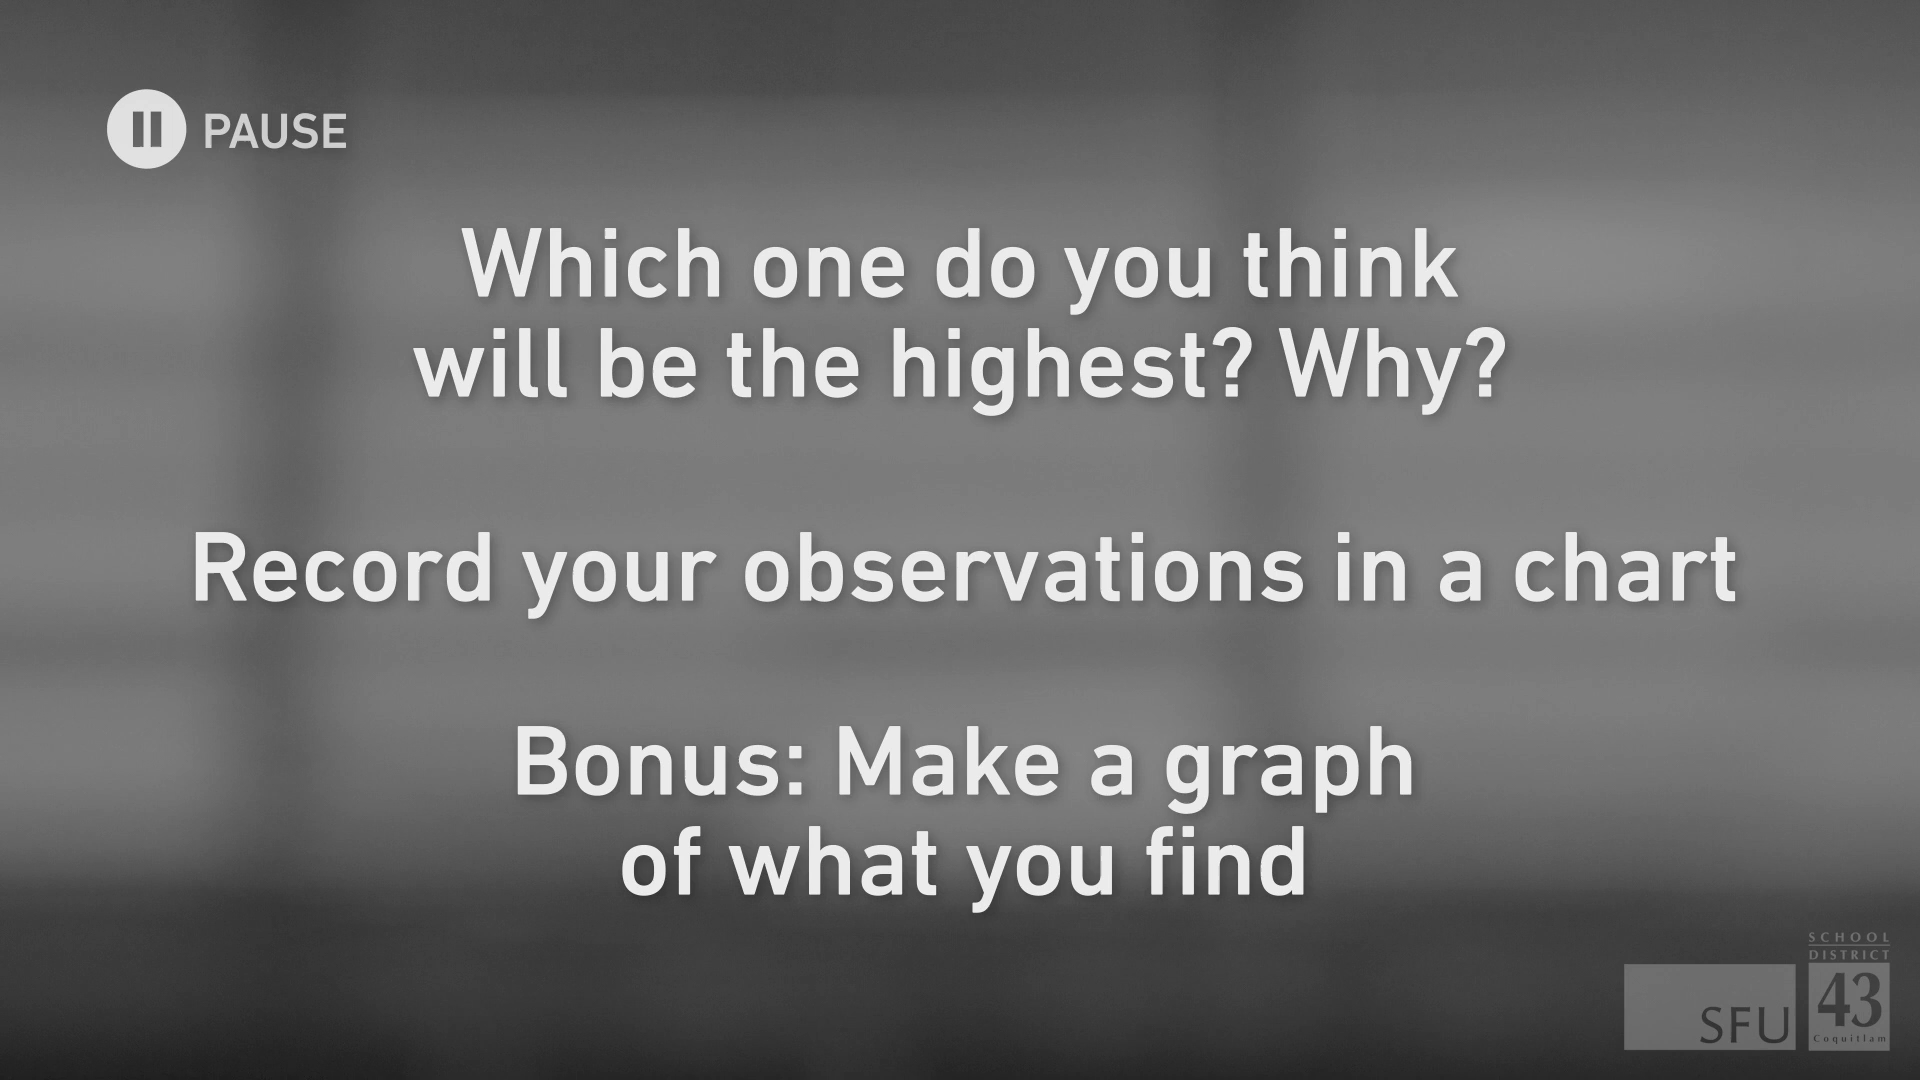 PAUSE
Which one do you think
will be the highest? Why?
Record your observations in a chart
Bonus: Make a graph
of what you find
SCHOOL
DISTRICT
43
Coquitlam
SFU